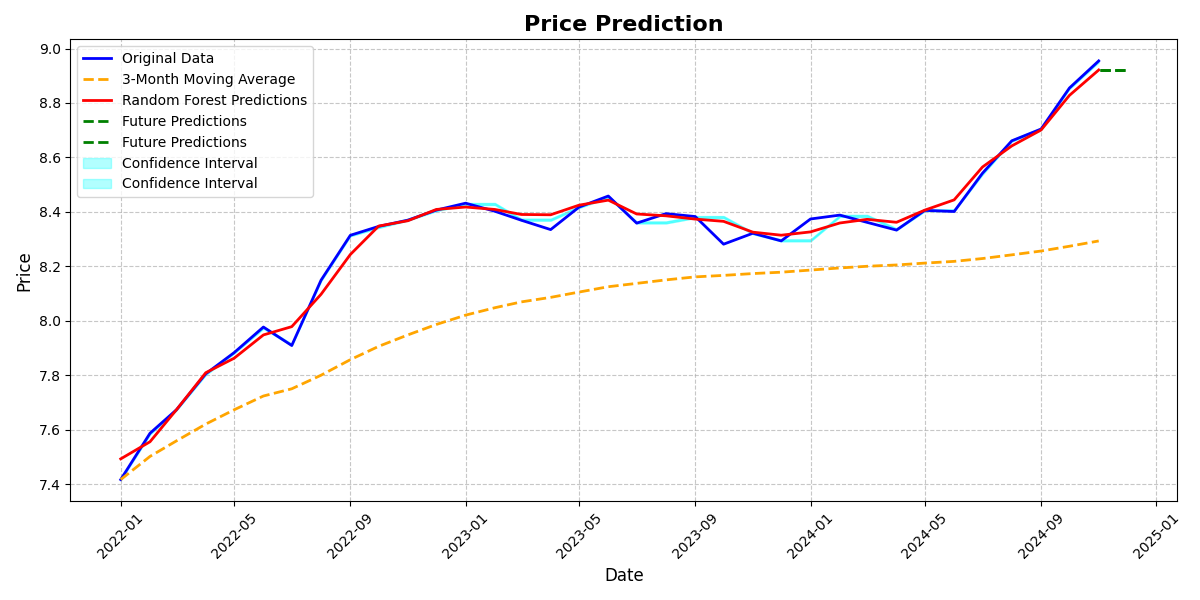 Price Prediction
Original Data
3-Month Moving Average
Random Forest Predictions
Future Predictions
Future Predictions
Confidence Interval
Confidence Interval
9.0
8.8
8.6
8.4
8.2
8.0
7.8
7.6
7.4
Price
2022-01
2022-05
2022-09
2023-01
2023-05
2023-09
2024-01
2024-05
2024-09
2025-01
Date